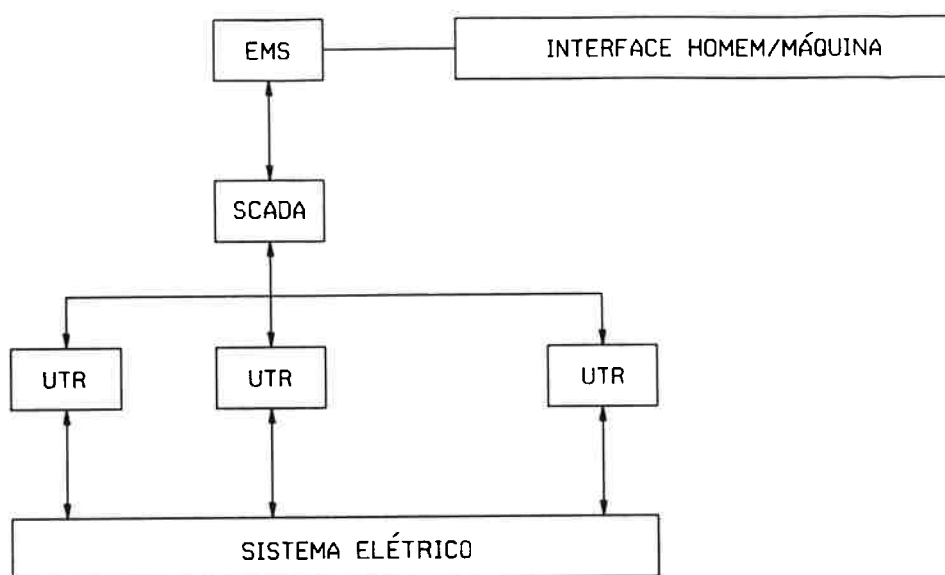 EMS
INTERFACE HOMEM/MÁQUINA
SCADA
UTR
UTR
UTR
SISTEMA ELÉTRICO